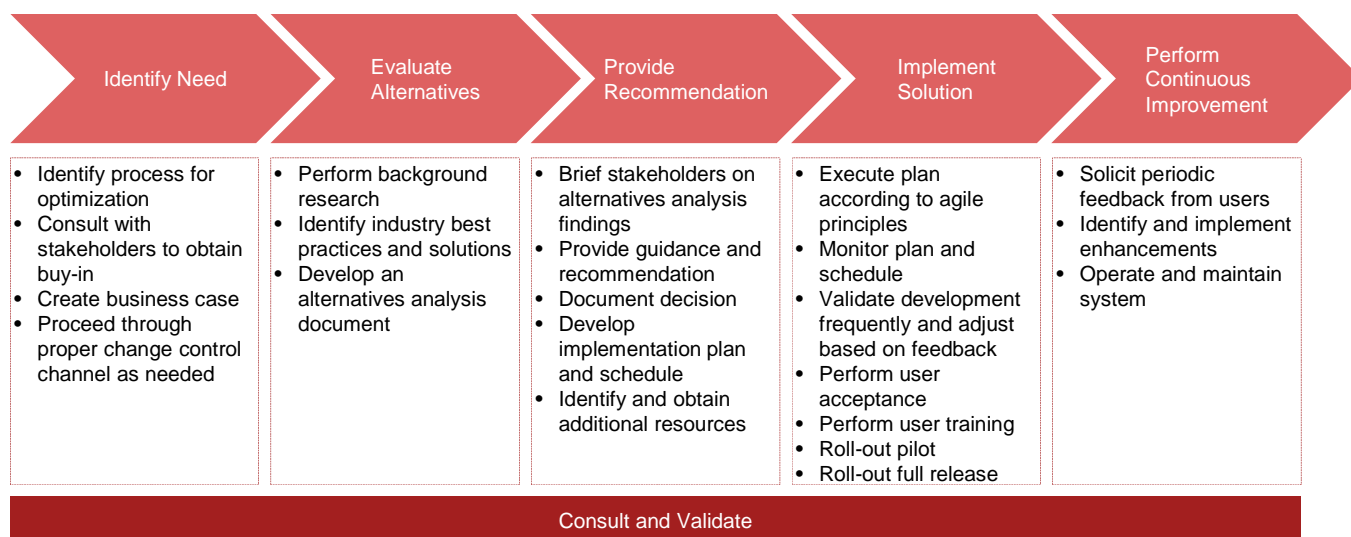 Identify Need
Evaluate
Alternatives
Provide
Recommendation
Implement
Solution
Perform
Continuous
Improvement
• Identify process for
optimization
• Consult with
stakeholders to obtain
buy-in
• Create business case
• Proceed through
proper change control
channel as needed
• Perform background
research
• Identify industry best
practices and solutions
• Develop an
alternatives analysis
document
• Brief stakeholders on
alternatives analysis
findings
• Provide guidance and
recommendation
• Document decision
• Develop
implementation plan
and schedule
• Identify and obtain
additional resources
• Execute plan
according to agile
principles
• Monitor plan and
schedule
• Validate development
frequently and adjust
based on feedback
• Perform user
acceptance
• Perform user training
• Roll-out pilot
• Roll-out full release
• Solicit periodic
feedback from users
• Identify and implement
enhancements
• Operate and maintain
system
Consult and Validate